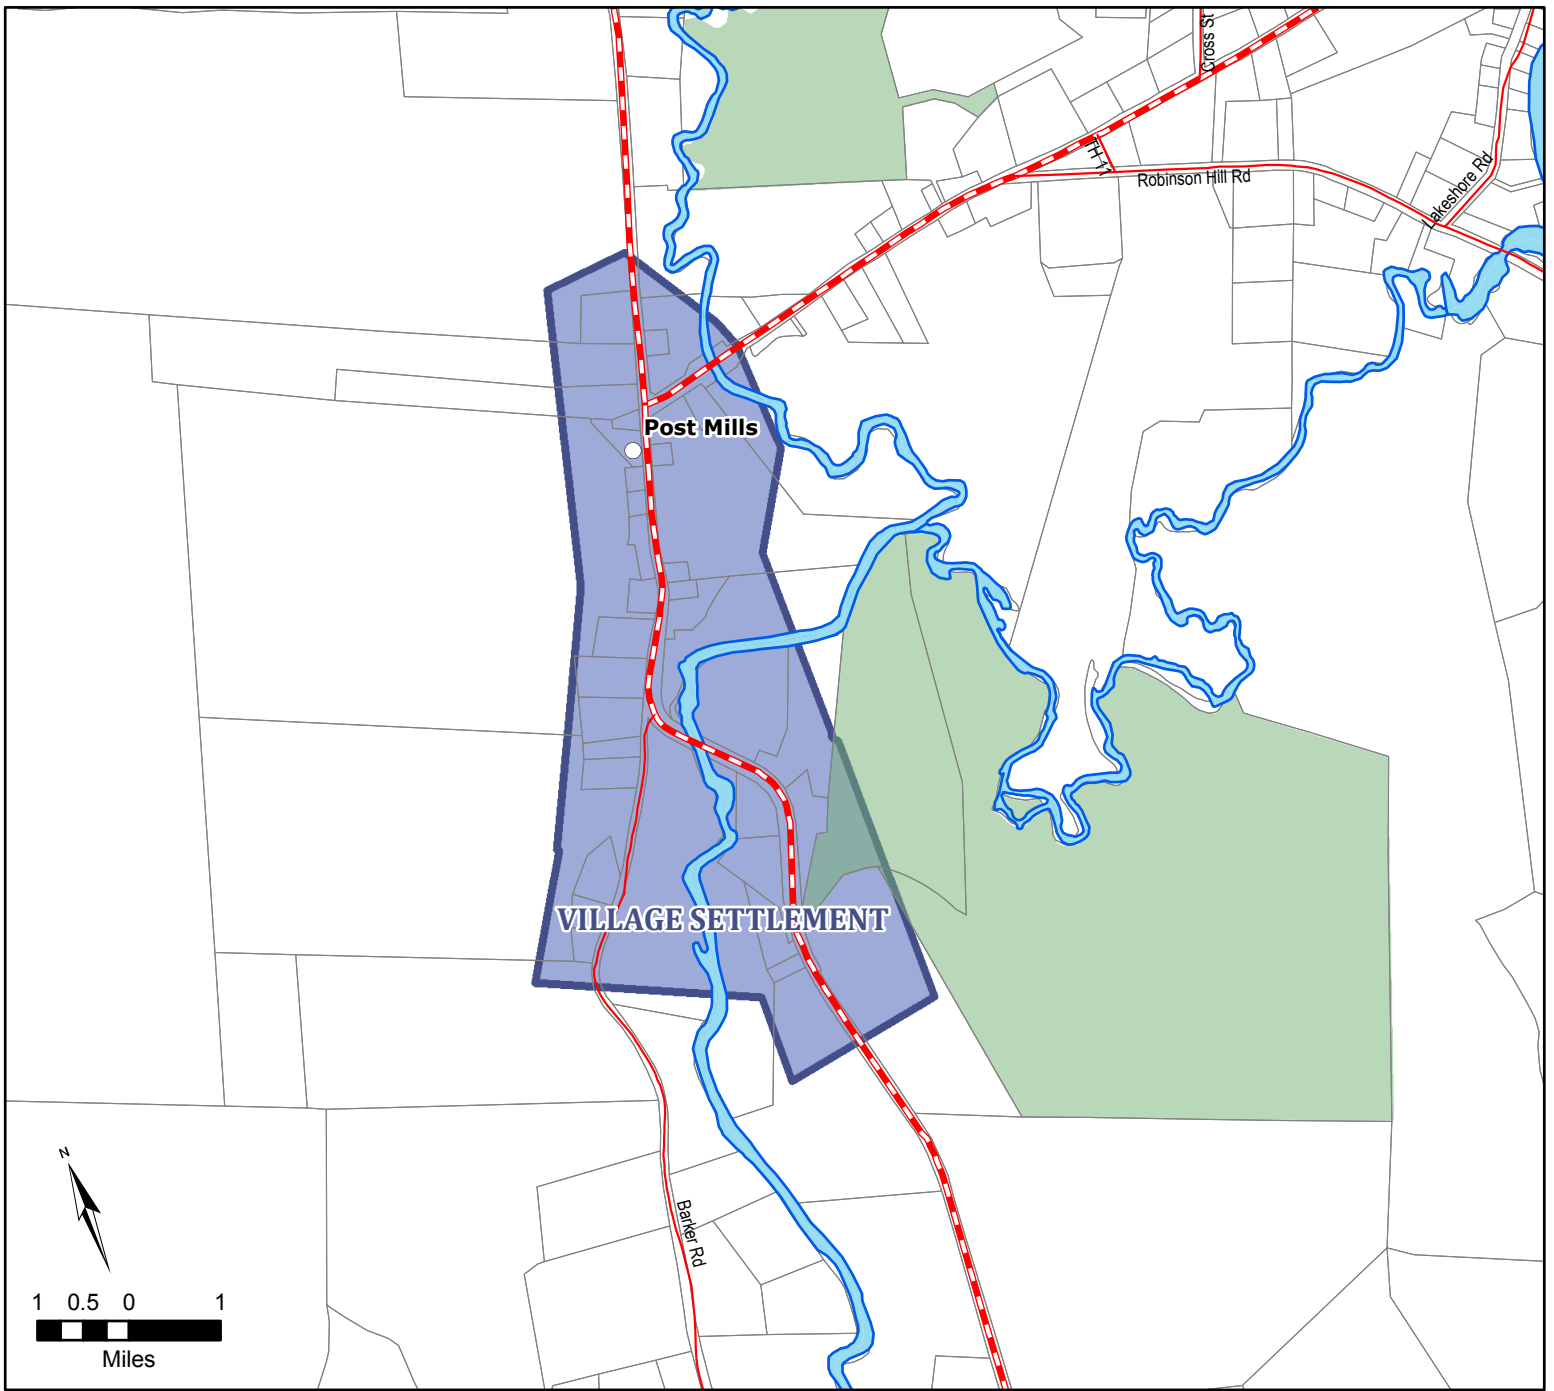 Cross St
TH 11
Robinson Hill Rd
Lakeshore Rd
Post Mills
VILLAGE SETTLEMENT
N
Barker Rd
1 0.5 0 1
Miles